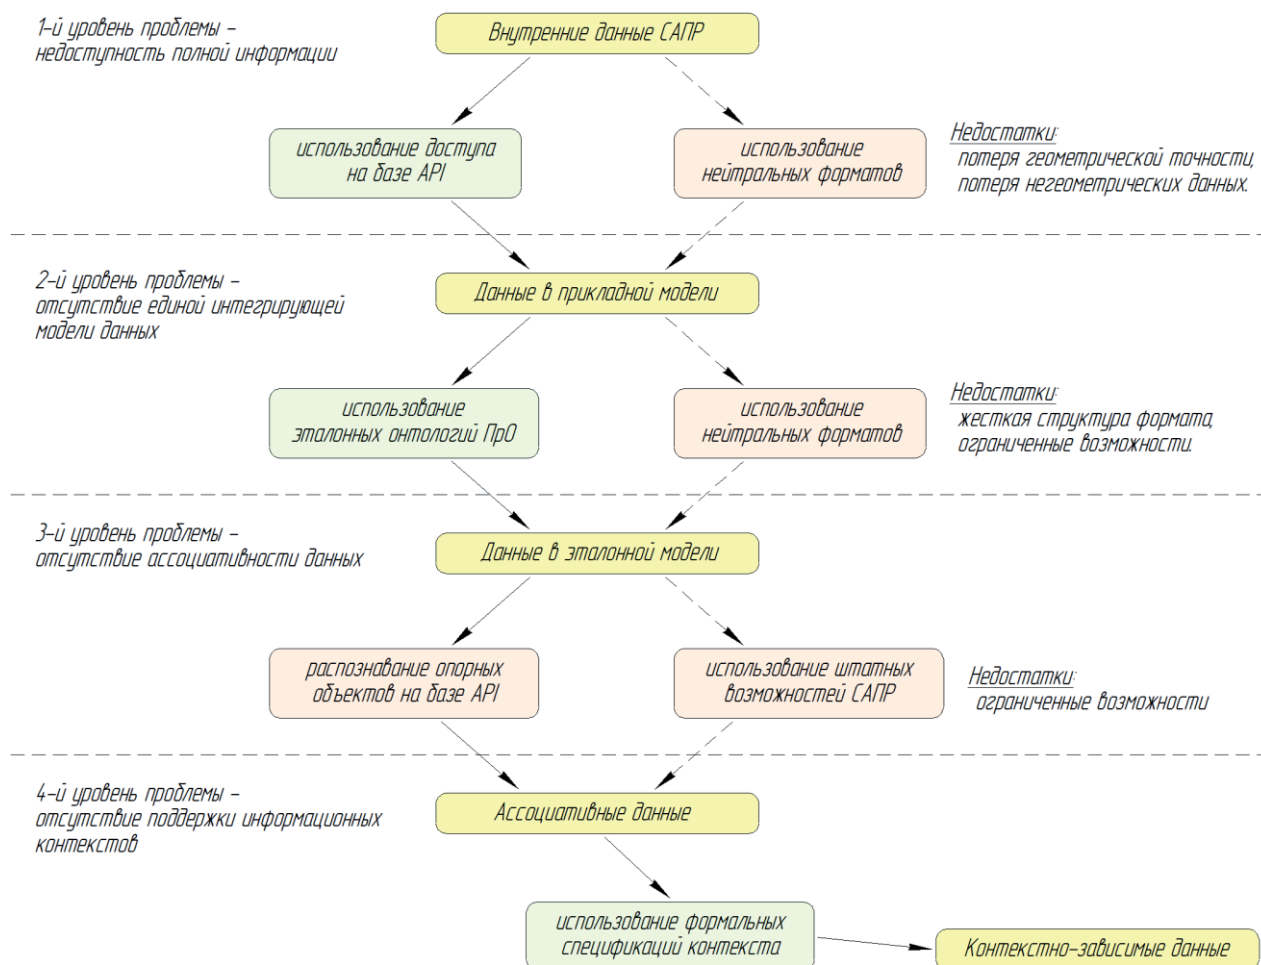 1-й уровень проблемы –
недоступность полной информации
Внутренние данные САПР
использование доступа
на базе API
использование
нейтральных форматов
Недостатки:
потеря геометрической точности,
потеря негеометрических данных.
2-й уровень проблемы –
отсутствие единой интегрирующей
модели данных
Данные в прикладной модели
использование
эталонных онтологий ПрО
использование
нейтральных форматов
Недостатки:
жесткая структура формата,
ограниченные возможности.
3-й уровень проблемы –
отсутствие ассоциативности данных
Данные в эталонной модели
распознавание опорных
объектов на базе API
использование штатных
возможностей САПР
Недостатки:
ограниченные возможности
4-й уровень проблемы –
отсутствие поддержки информационных
контекстов
Ассоциативные данные
использование формальных
спецификаций контекста
Контекстно-зависимые данные